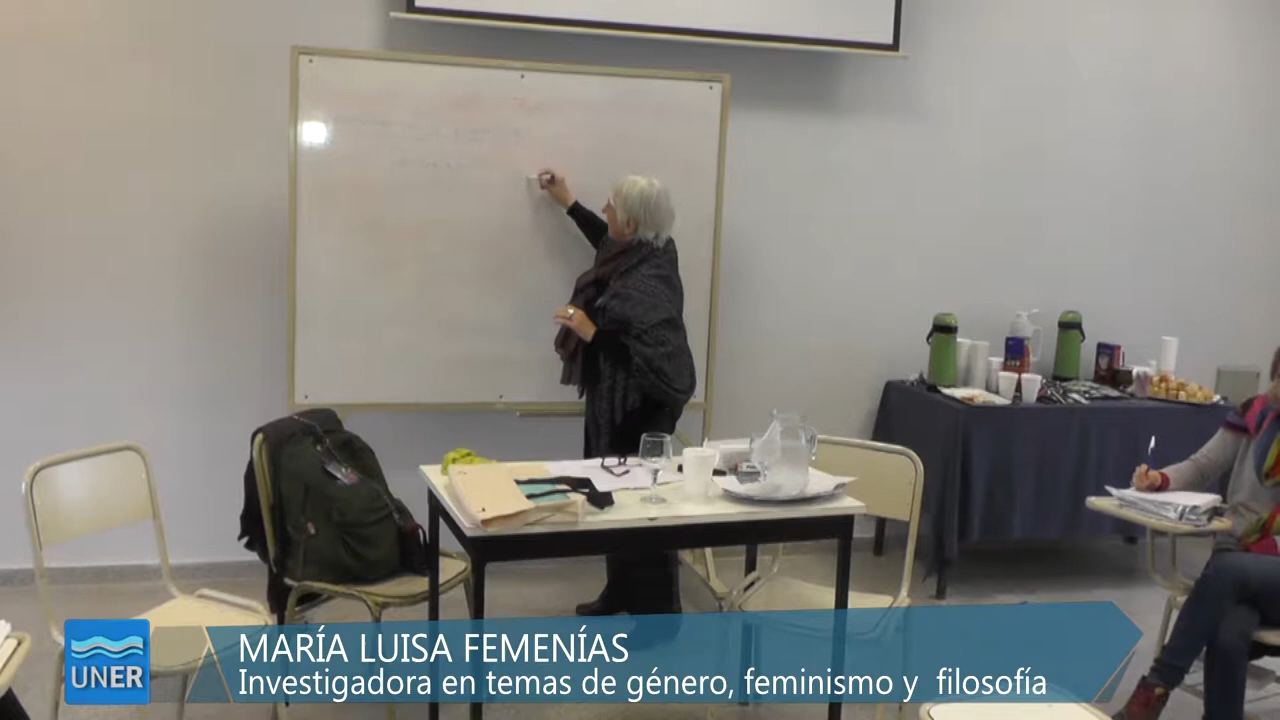 UNER
MARÍA LUISA FEMENÍAS
Investigadora en temas de género, feminismo y filosofía